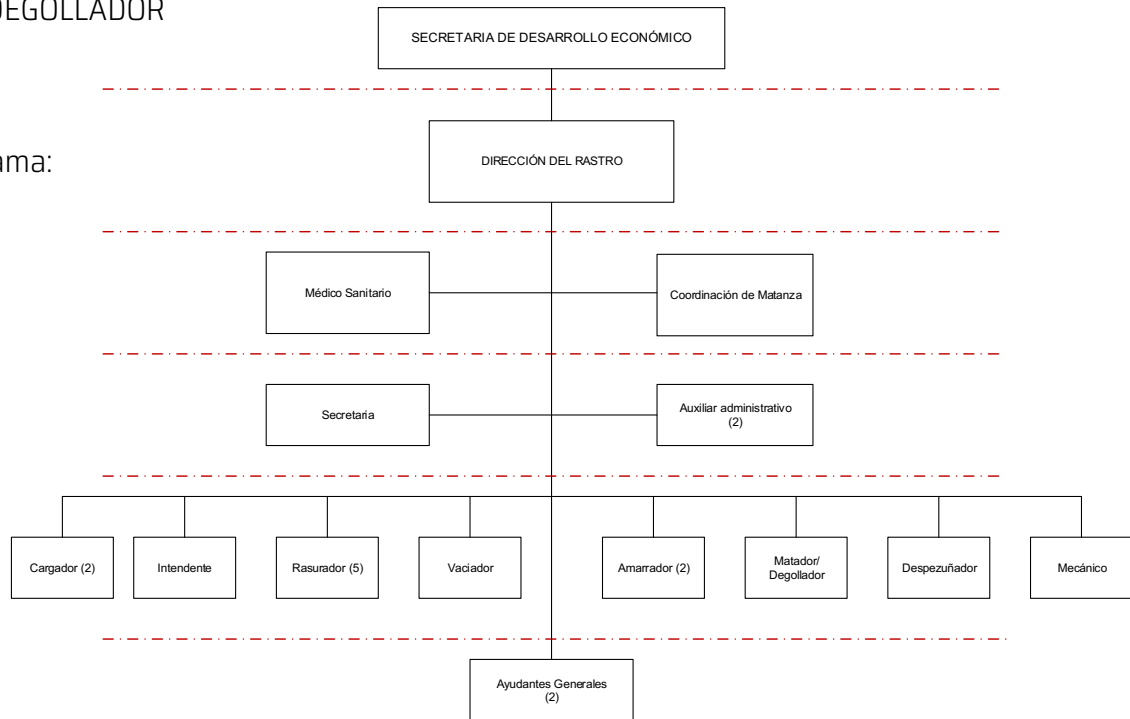 DEGOLLADOR
SECRETARIA DE DESARROLLO ECONÓMICO
ama:
DIRECCIÓN DEL RASTRO
Médico Sanitario
Coordinación de Matanza
Secretaria
Auxiliar administrativo
(2)
Cargador (2)
Intendente
Rasurador (5)
Vaciador
Amarrador (2)
Matador/
Degollador
Despezuñador
Mecánico
Ayudantes Generales
(2)